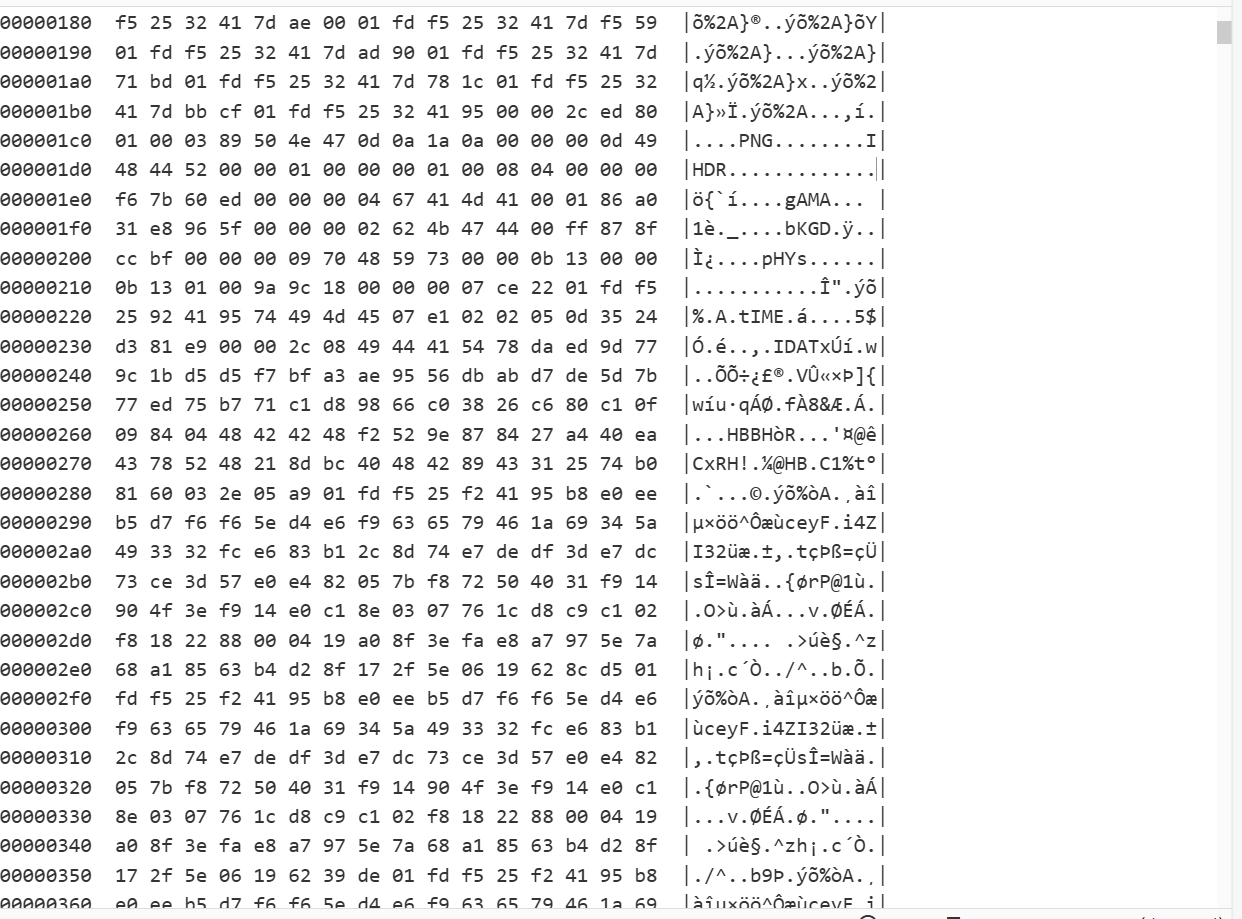 00000180 f5 25 32 41 7d ae 00 01 fd f5 25 32 41 7d f5 59 |õ%2A}®..ýõ%2A}õY|
00000190 01 fd f5 25 32 41 7d ad 90 01 fd f5 25 32 41 7d |.ýõ%2A}...ýõ%2A}|
000001a0 71 bd 01 fd f5 25 32 41 7d 78 1c 01 fd f5 25 32 |q½.ýõ%2A}x..ýõ%2|
000001b0 41 7d bb cf 01 fd f5 25 32 41 95 00 00 2c ed 80 |A}»Ï.ýõ%2A...,í.|
000001c0 01 00 03 89 50 4e 47 0d 0a 1a 0a 00 00 00 0d 49 |....PNG........I|
000001d0 48 44 52 00 00 01 00 00 00 01 00 08 04 00 00 00 |HDR.............|
000001e0 f6 7b 60 ed 00 00 00 04 67 41 4d 41 00 01 86 a0 |ö{`í....gAMA... |
000001f0 31 e8 96 5f 00 00 00 02 62 4b 47 44 00 ff 87 8f |1è._....bKGD.ÿ..|
00000200 cc bf 00 00 00 09 70 48 59 73 00 00 0b 13 00 00 |Ì¿....pHYs......|
00000210 0b 13 01 00 9a 9c 18 00 00 00 07 ce 22 01 fd f5 |...........Î".ýõ|
00000220 25 92 41 95 74 49 4d 45 07 e1 02 02 05 0d 35 24 |%.A.tIME.á....5$|
00000230 d3 81 e9 00 00 2c 08 49 44 41 54 78 da ed 9d 77 |Ó.é..,.IDATxÚí.w|
00000240 9c 1b d5 d5 f7 bf a3 ae 95 56 db ab d7 de 5d 7b |..ÕÕ÷¿£®.VÛ«×Þ]{|
00000250 77 ed 75 b7 71 c1 d8 98 66 c0 38 26 c6 80 c1 0f |wíu·qÁØ.fÀ8&Æ.Á.|
00000260 09 84 04 48 42 42 48 f2 52 9e 87 84 27 a4 40 ea |...HBBHòR...'¤@ê|
00000270 43 78 52 48 21 8d bc 40 48 42 89 43 31 25 74 b0 |CxRH!.¼@HB.C1%t°|
00000280 81 60 03 2e 05 a9 01 fd f5 25 f2 41 95 b8 e0 ee |.`...©.ýõ%òA.¸àî|
00000290 b5 d7 f6 f6 5e d4 e6 f9 63 65 79 46 1a 69 34 5a |µ×öö^ÔæùceyF.i4Z|
000002a0 49 33 32 fc e6 83 b1 2c 8d 74 e7 de df 3d e7 dc |I32üæ.±,.tçÞß=çÜ|
000002b0 73 ce 3d 57 e0 e4 82 05 7b f8 72 50 40 31 f9 14 |sÎ=Wàä..{ørP@1ù.|
000002c0 90 4f 3e f9 14 e0 c1 8e 03 07 76 1c d8 c9 c1 02 |.O>ù.àÁ...v.ØÉÁ.|
000002d0 f8 18 22 88 00 04 19 a0 8f 3e fa e8 a7 97 5e 7a |ø.".... .>úè§.^z|
000002e0 68 a1 85 63 b4 d2 8f 17 2f 5e 06 19 62 8c d5 01 |h¡.c´Ò../^..b.Õ.|
000002f0 fd f5 25 f2 41 95 b8 e0 ee b5 d7 f6 f6 5e d4 e6 |ýõ%òA.¸àîµ×öö^Ôæ|
00000300 f9 63 65 79 46 1a 69 34 5a 49 33 32 fc e6 83 b1 |ùceyF.i4ZI32üæ.±|
00000310 2c 8d 74 e7 de df 3d e7 dc 73 ce 3d 57 e0 e4 82 |,.tçÞß=çÜsÎ=Wàä.|
00000320 05 7b f8 72 50 40 31 f9 14 90 4f 3e f9 14 e0 c1 |.{ørP@1ù..O>ù.àÁ|
00000330 8e 03 07 76 1c d8 c9 c1 02 f8 18 22 88 00 04 19 |...v.ØÉÁ.ø."....|
00000340 a0 8f 3e fa e8 a7 97 5e 7a 68 a1 85 63 b4 d2 8f | .>úè§.^zh¡.c´Ò.|
00000350 17 2f 5e 06 19 62 39 de 01 fd f5 25 f2 41 95 b8 |./^..b9Þ.ýõ%òA.¸|
00000360 e0 ee b5 d7 f6 f6 5e d4 e6 f9 63 65 79 46 1a 69 |àîµ×öö^ÔæùceyF.i|